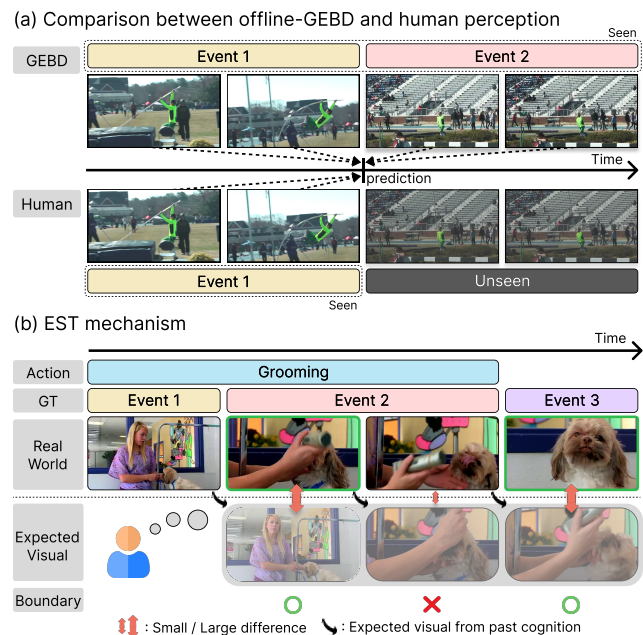 (a) Comparison between offline-GEBD and human perception
Seen
GEBD
Event 1
Event 2
Time
prediction
Human
Event 1
Unseen
Seen
(b) EST mechanism
Time
Action
Grooming
GT
Event 1
Event 2
Event 3
Real
World
Expected
Visual
Boundary
: Small / Large difference
: Expected visual from past cognition